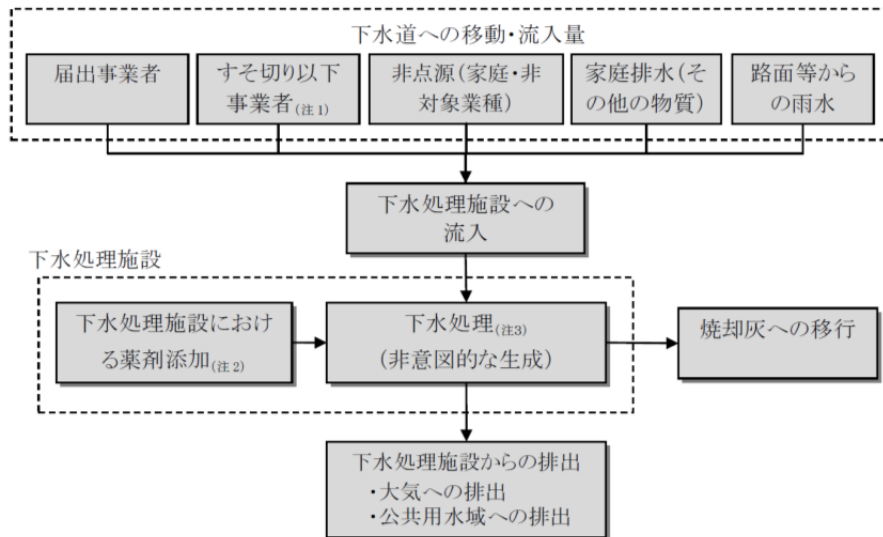 下水道への移動・流入量
届出事業者
すそ切り以下
事業者(注1)
非点源(家庭・非
対象業種)
家庭排水(そ
の他の物質)
路面等から
の雨水
下水処理施設への
流入
下水処理施設
下水処理施設におけ
る薬剤添加(注2)
下水処理(注3)
(非意図的な生成)
焼却灰への移行
下水処理施設からの排出
・大気への排出
・公共用水域への排出